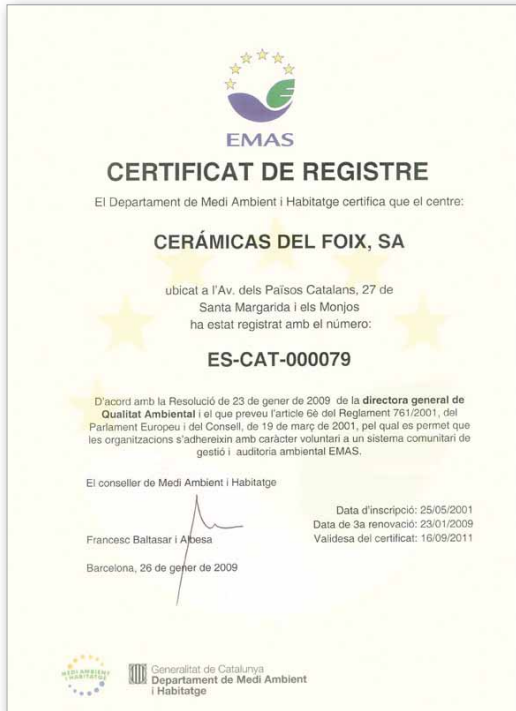 EMAS
CERTIFICAT DE REGISTRE
El Departament de Medi Ambient i Habitatge certifica que el centre:
CERÁMICAS DEL FOIX, SA
ubicat a l'Av. dels Països Catalans, 27 de
Santa Margarida i els Monjos
ha estat registrat amb el número:
ES-CAT-000079
D'acord amb la Resolució de 23 de gener de 2009 de la directora general de
Qualitat Ambiental i el que preveu l'article 6è del Reglament 761/2001, del
Parlament Europeu i del Consell, de 19 de març de 2001, pel qual es permet que
les organitzacions s'adhereixin amb caràcter voluntari a un sistema comunitari de
gestió i auditoria ambiental EMAS.
El conseller de Medi Ambient i Habitatge
Francesc Baltasar i Albesa
Barcelona, 26 de gener de 2009
Data d'inscripció: 25/05/2001
Data de 3a renovació: 23/01/2009
Validesa del certificat: 16/09/2011
MEDI AMBIENT
I HABITATGE
Generalitat de Catalunya
Departament de Medi Ambient
i Habitatge